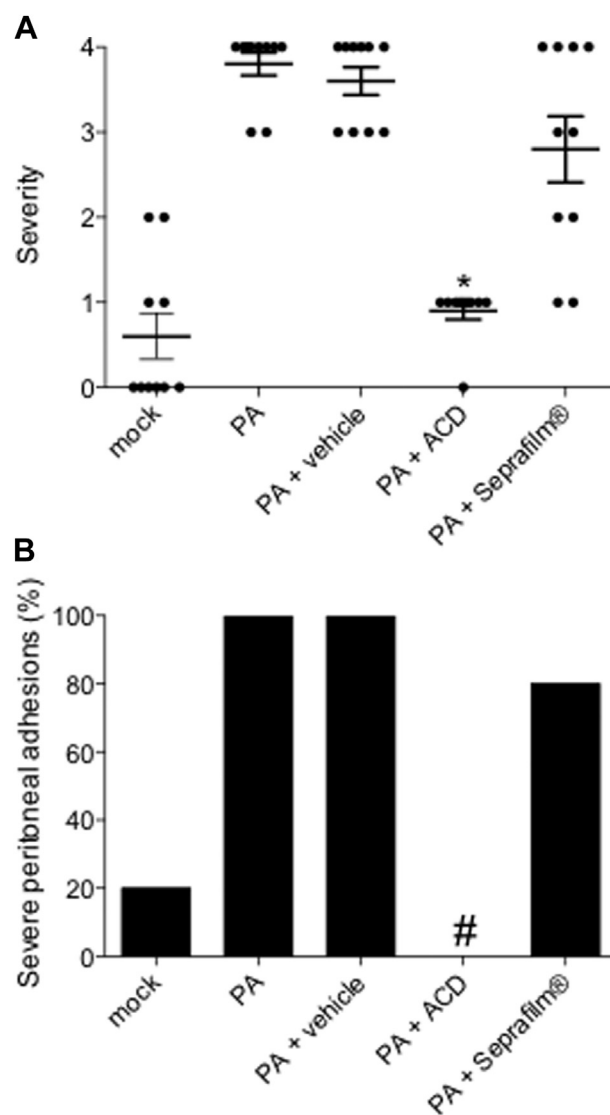 A
Severity
4
3
2
1
0
*
mock
PA
PA + vehicle
PA + ACD
PA + Seprafilm®
B
Severe peritoneal adhesions (%)
100
80
60
40
20
0
#
mock
PA
PA + vehicle
PA + ACD
PA + Seprafilm®